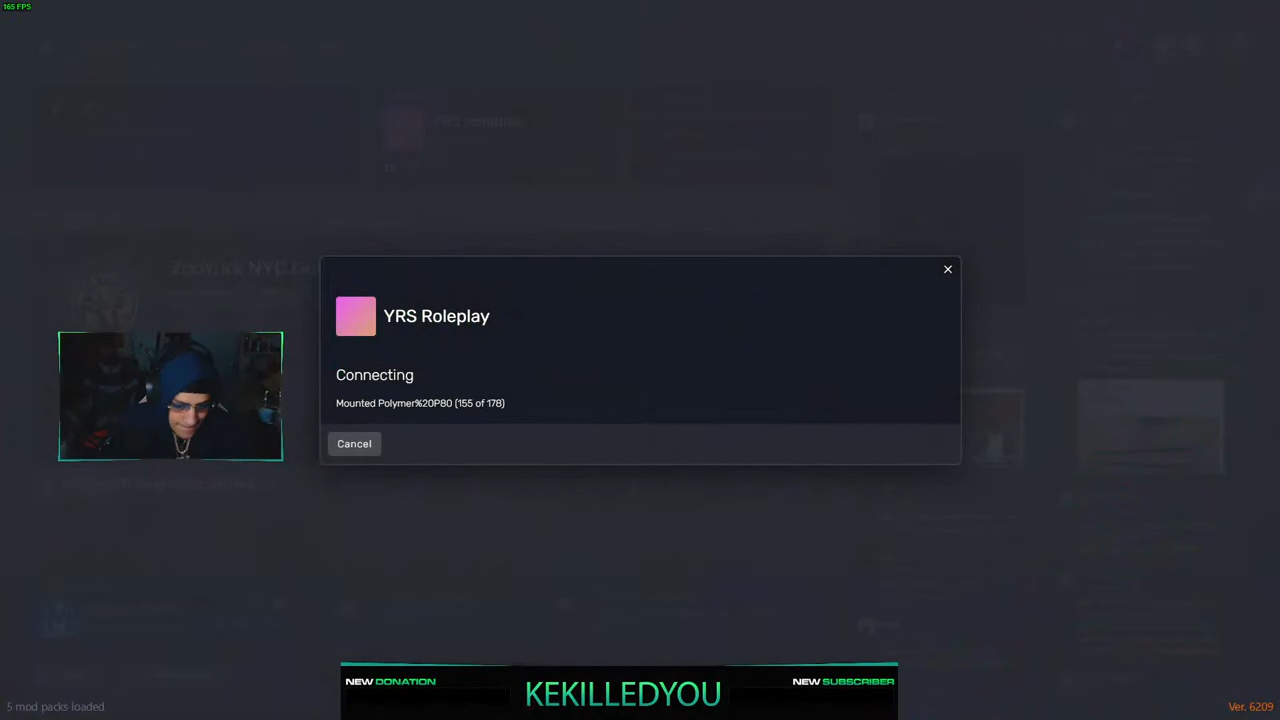 165 FPS
YRS Roleplay
Connecting
Mounted Polymer%20P80 (155 of 178)
Cancel
NEW DONATION
KEKILLEDYOU
NEW SUBSCRIBER
5 mod packs loaded
Ver. 6209